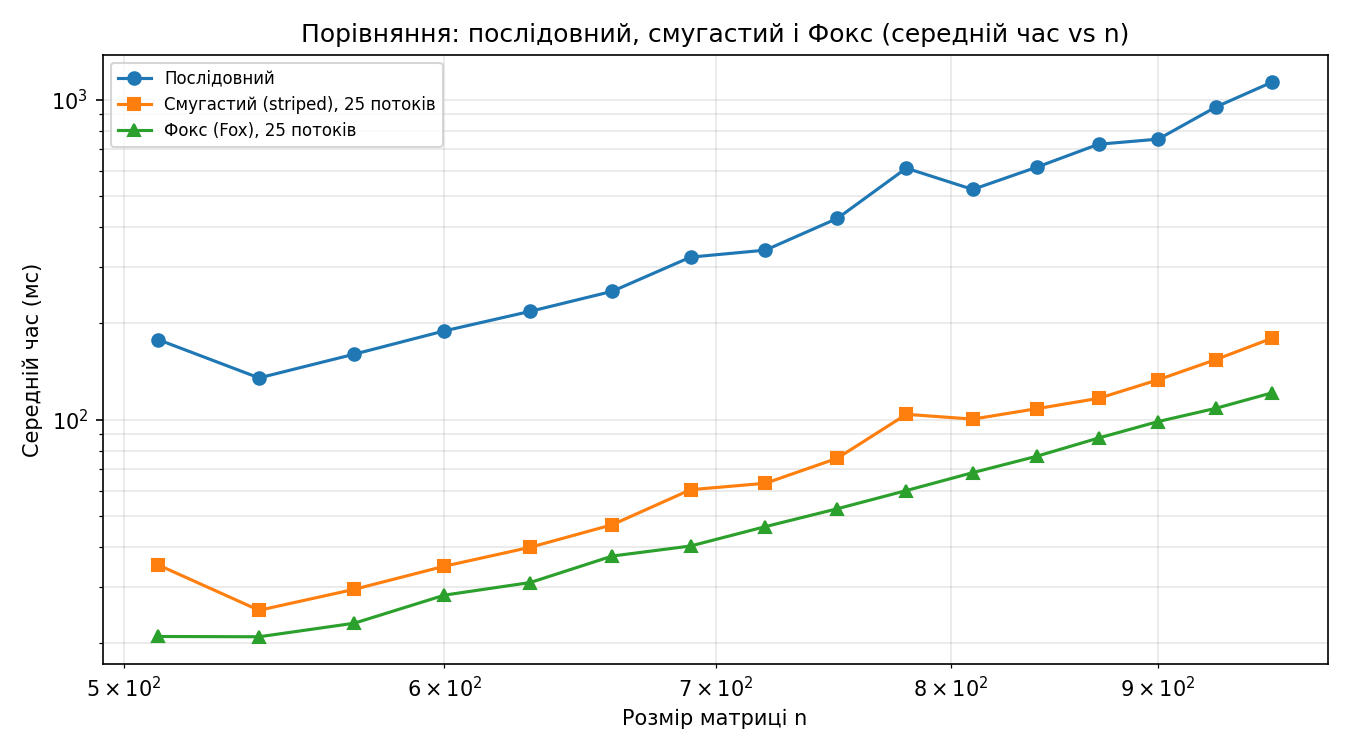 Порівняння: послідовний, смугастий і Фокс (середній час vs n)
Послідовний
Смугастий (striped), 25 потоків
Фокс (Fox), 25 потоків
Середній час (мс)
10³
10²
5 × 10²
6 × 10²
7 × 10²
8 × 10²
9 × 10²
Розмір матриці n